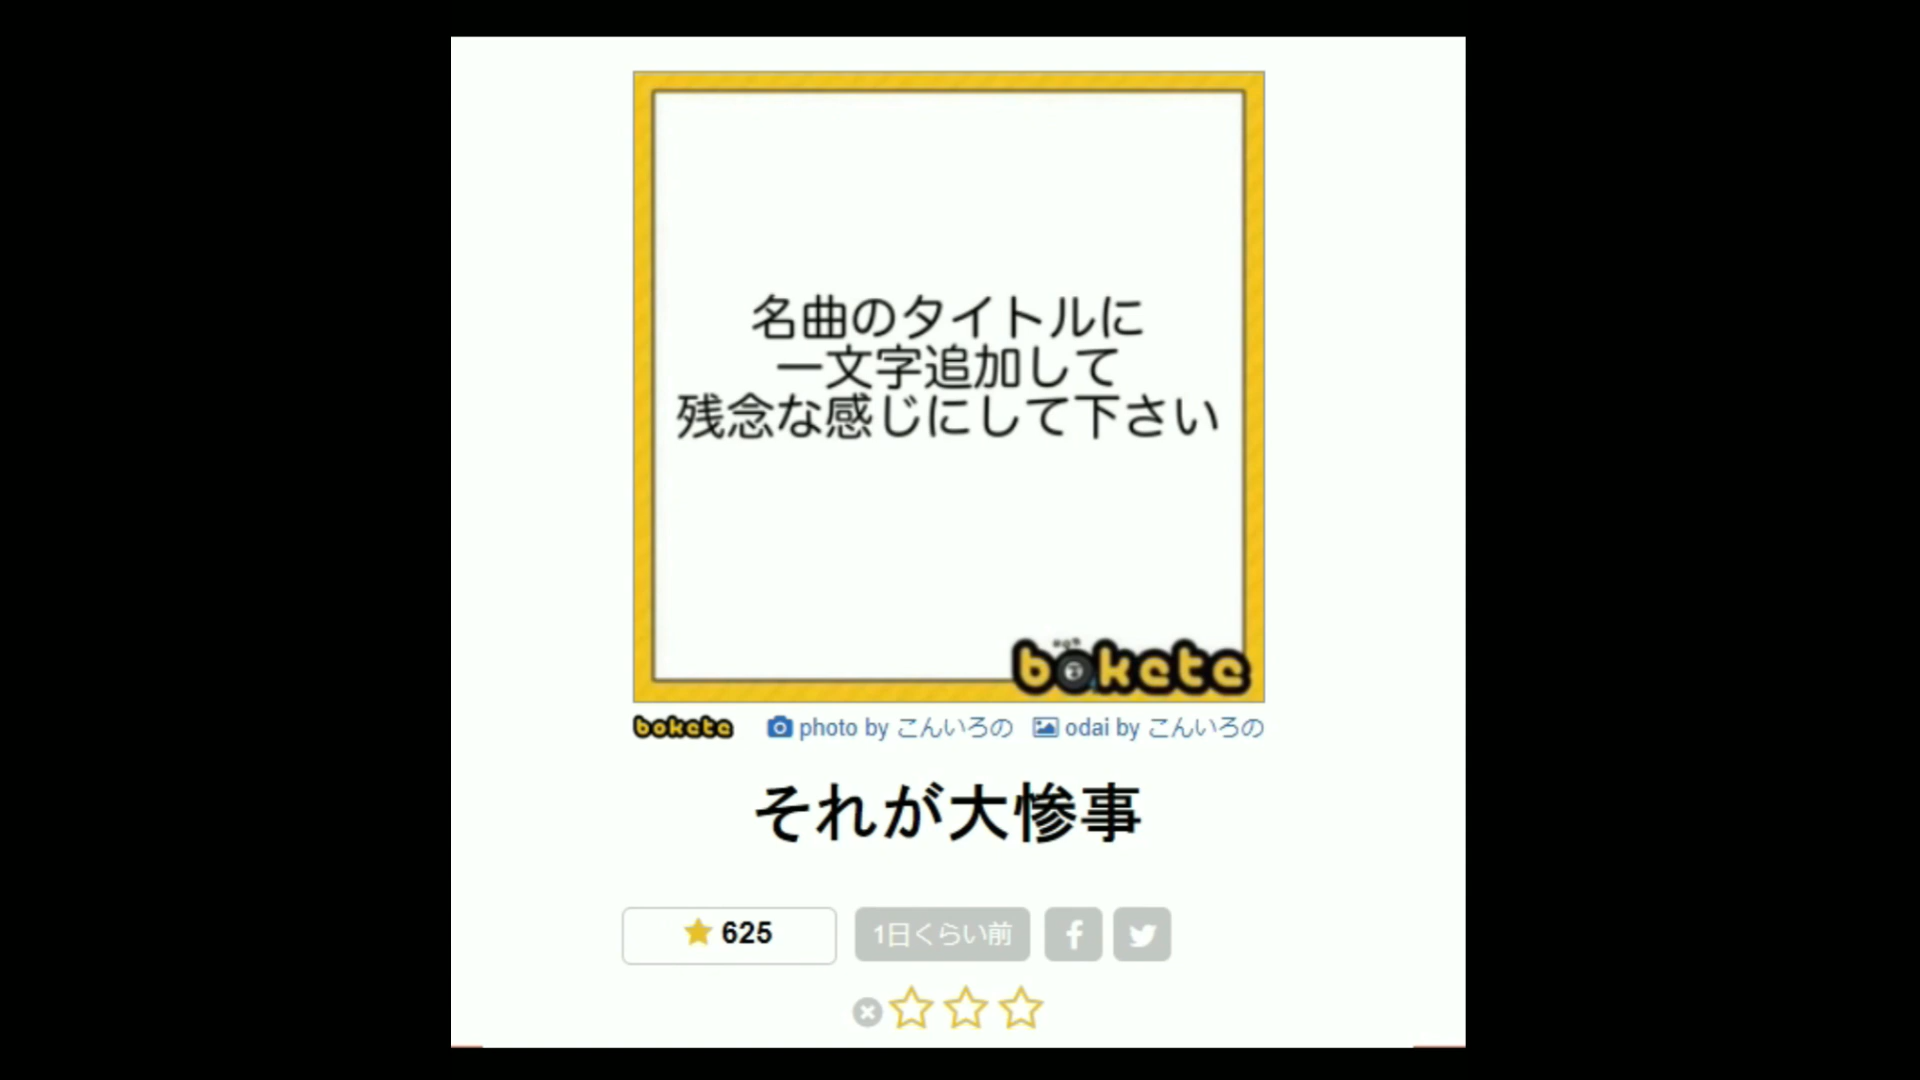 名曲のタイトルに
一文字追加して
残念な感じにして下さい
bokete
bokete photo by こんいろの odai by こんいろの
それが大惨事
625 1日くらい前